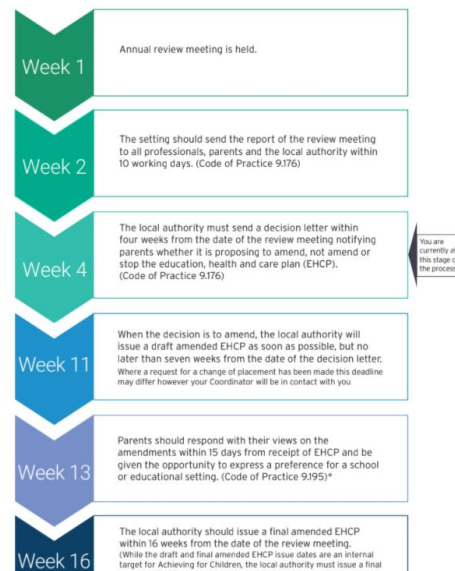 Week 1
Annual review meeting is held.
Week 2
The setting should send the report of the review meeting
to all professionals, parents and the local authority within
10 working days. (Code of Practice 9.176)
Week 4
The local authority must send a decision letter within
four weeks from the date of the review meeting notifying
parents whether it is proposing to amend, not amend or
stop the education, health and care plan (EHCP).
(Code of Practice 9.176)
You are
currently at
this stage of
the process
Week 11
When the decision is to amend, the local authority will
issue a draft amended EHCP as soon as possible, but no
later than seven weeks from the date of the decision letter.
Where a request for a change of placement has been made this deadline
may differ however your Coordinator will be in contact with you
Week 13
Parents should respond with their views on the
amendments within 15 days from receipt of EHCP and be
given the opportunity to express a preference for a school
or educational setting. (Code of Practice 9.195)*
Week 16
The local authority should issue a final amended EHCP
within 16 weeks from the date of the review meeting.
(While the draft and final amended EHCP issue dates are an internal
target for Achieving for Children, the local authority must issue a final